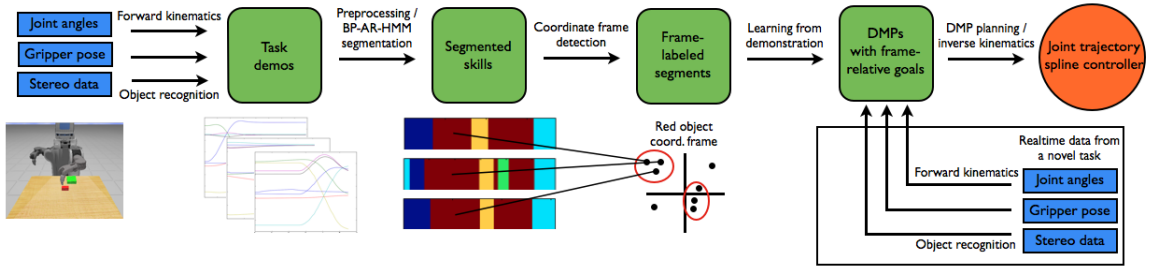 Joint angles
Gripper pose
Stereo data
Forward kinematics
Object recognition
Task
demos
Preprocessing /
BP-AR-HMM
segmentation
Segmented
skills
Coordinate frame
detection
Frame-
labeled
segments
Learning from
demonstration
DMPs
with frame-
relative goals
DMP planning /
inverse kinematics
Joint trajectory
spline controller
Red object
coord. frame
Realtime data from
a novel task
Forward kinematics
Joint angles
Gripper pose
Object recognition
Stereo data